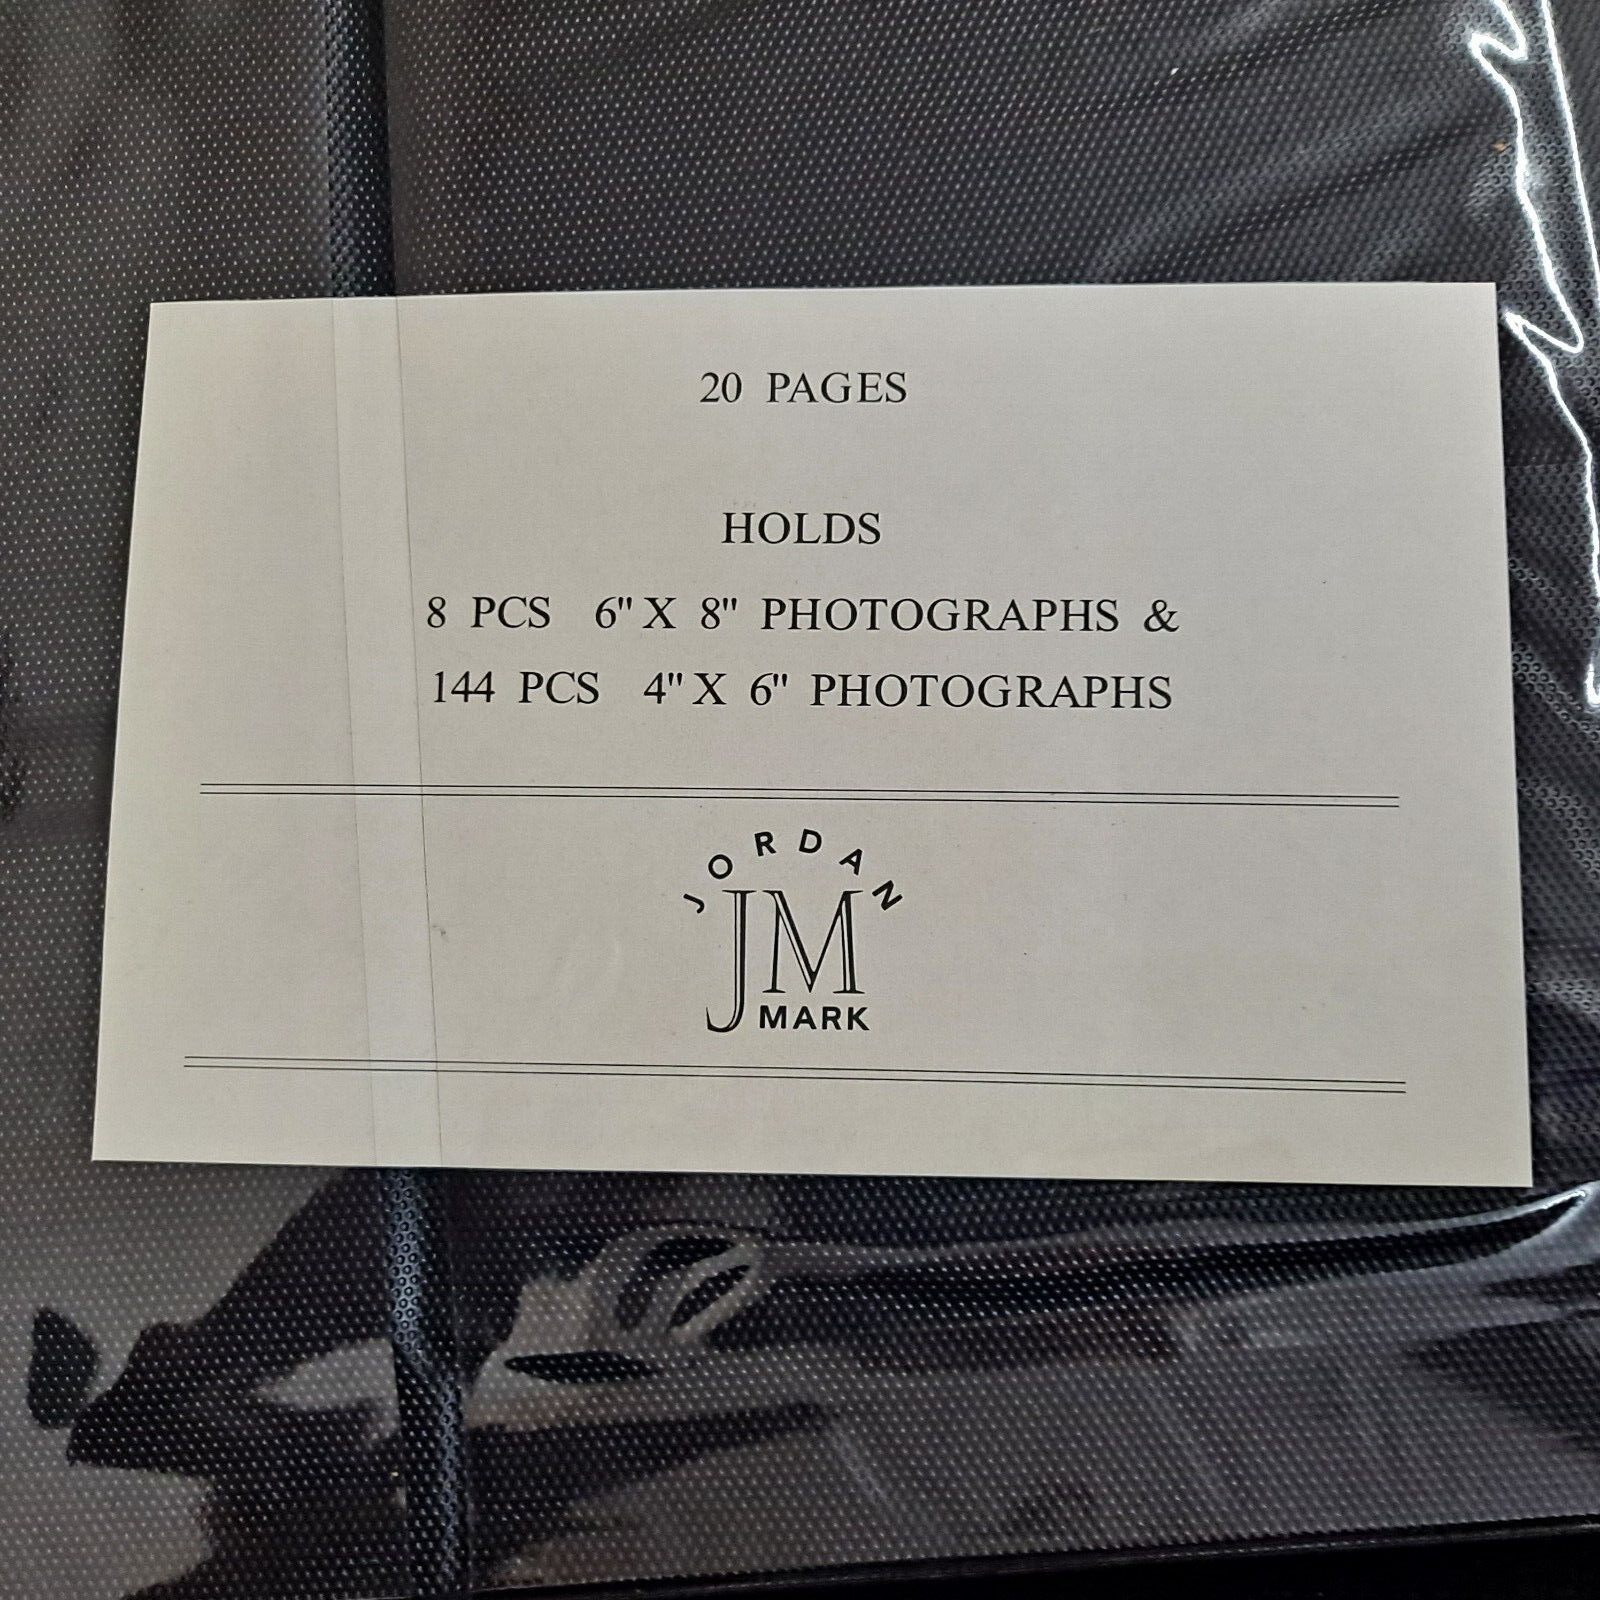 20 PAGES
HOLDS
8 PCS 6" X 8" PHOTOGRAPHS &
144 PCS 4" X 6" PHOTOGRAPHS
JORDAN
JM
MARK